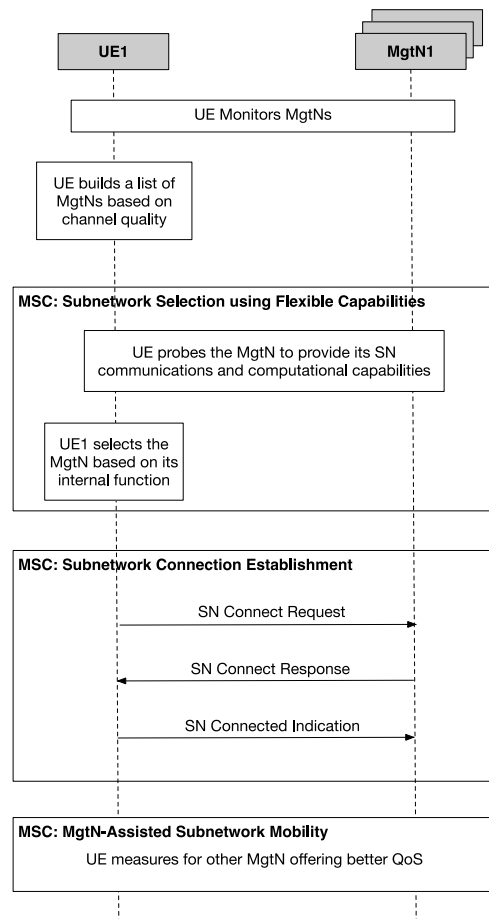 UE1
MgtN1
UE Monitors MgtNs
UE builds a list of
MgtNs based on
channel quality
MSC: Subnetwork Selection using Flexible Capabilities
UE probes the MgtN to provide its SN
communications and computational capabilities
UE1 selects the
MgtN based on its
internal function
MSC: Subnetwork Connection Establishment
SN Connect Request
SN Connect Response
SN Connected Indication
MSC: MgtN-Assisted Subnetwork Mobility
UE measures for other MgtN offering better QoS